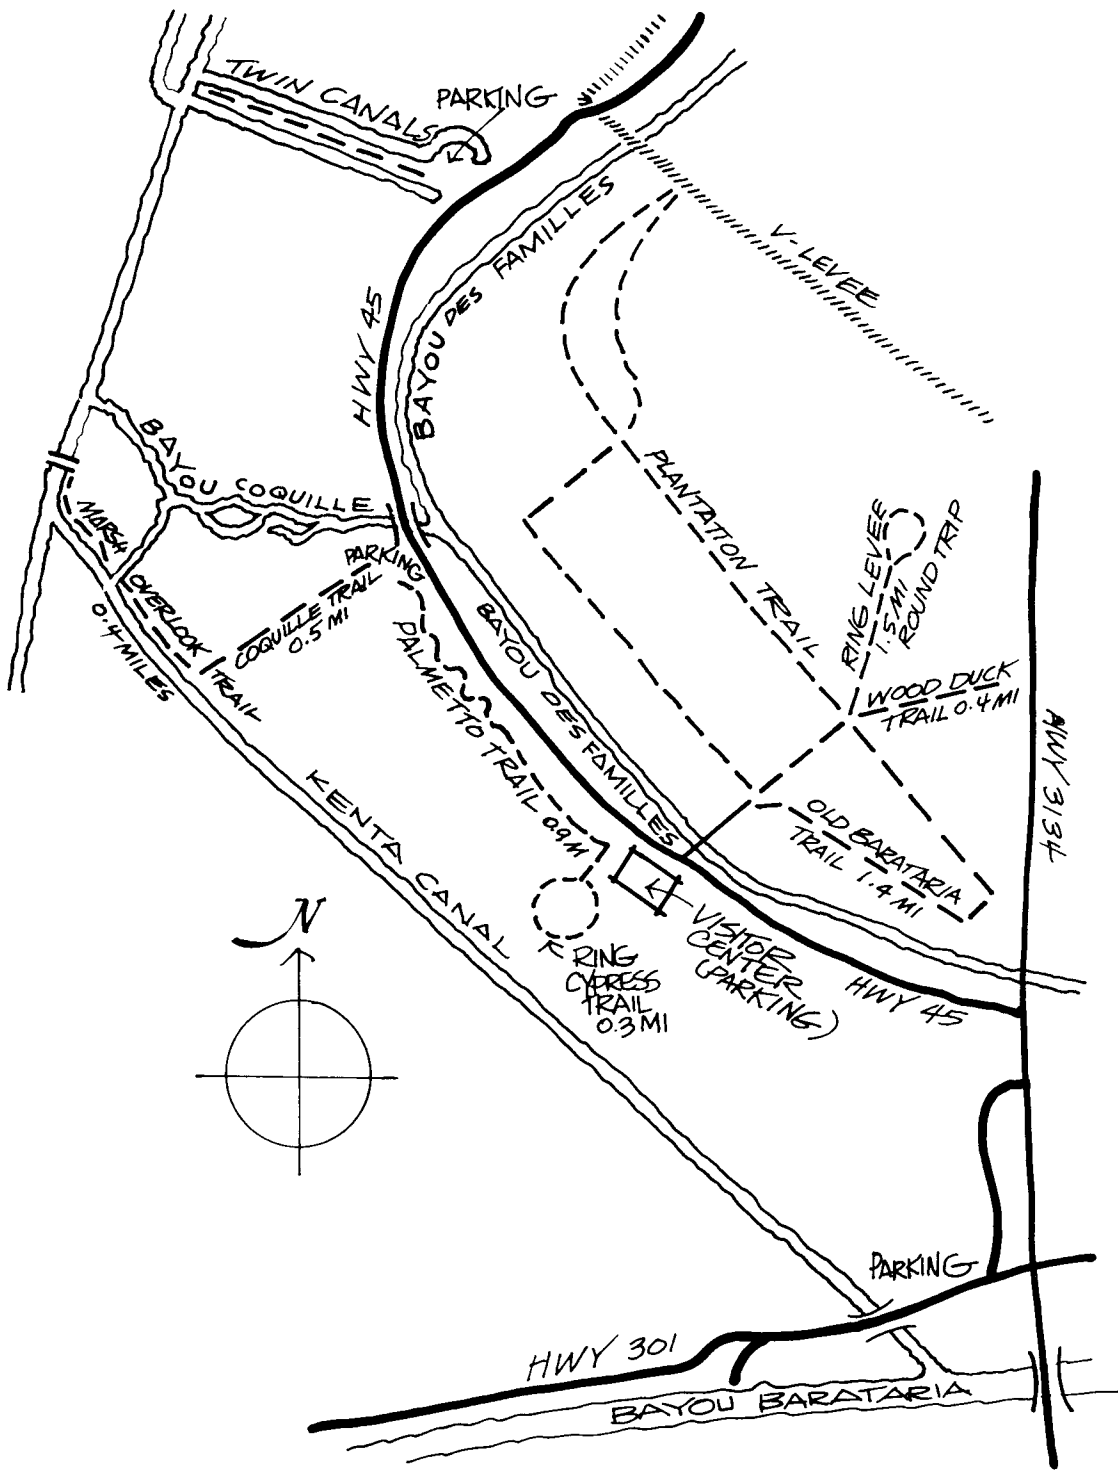 TWIN CANALS
PARKING
BAYOU DES FAMILLES
V-LEVEE
HWY 45
BAYOU COQUILLE
PLANTATION TRAIL
MARSH OVERLOOK TRAIL
0.4 MILES
PARKING
COQUILLE TRAIL
0.5 MI
RING LEVEE
1.5 MI
ROUND TRIP
PALMETTO TRAIL 0.9 M
BAYOU DES FAMILLES
WOOD DUCK
TRAIL 0.4 MI
HWY 3134
OLD BARATARIA
TRAIL 1.4 MI
KENTA CANAL
N
RING
CYPRESS
TRAIL
0.3 MI
VISITOR
CENTER
(PARKING)
HWY 45
PARKING
HWY 301
BAYOU BARATARIA